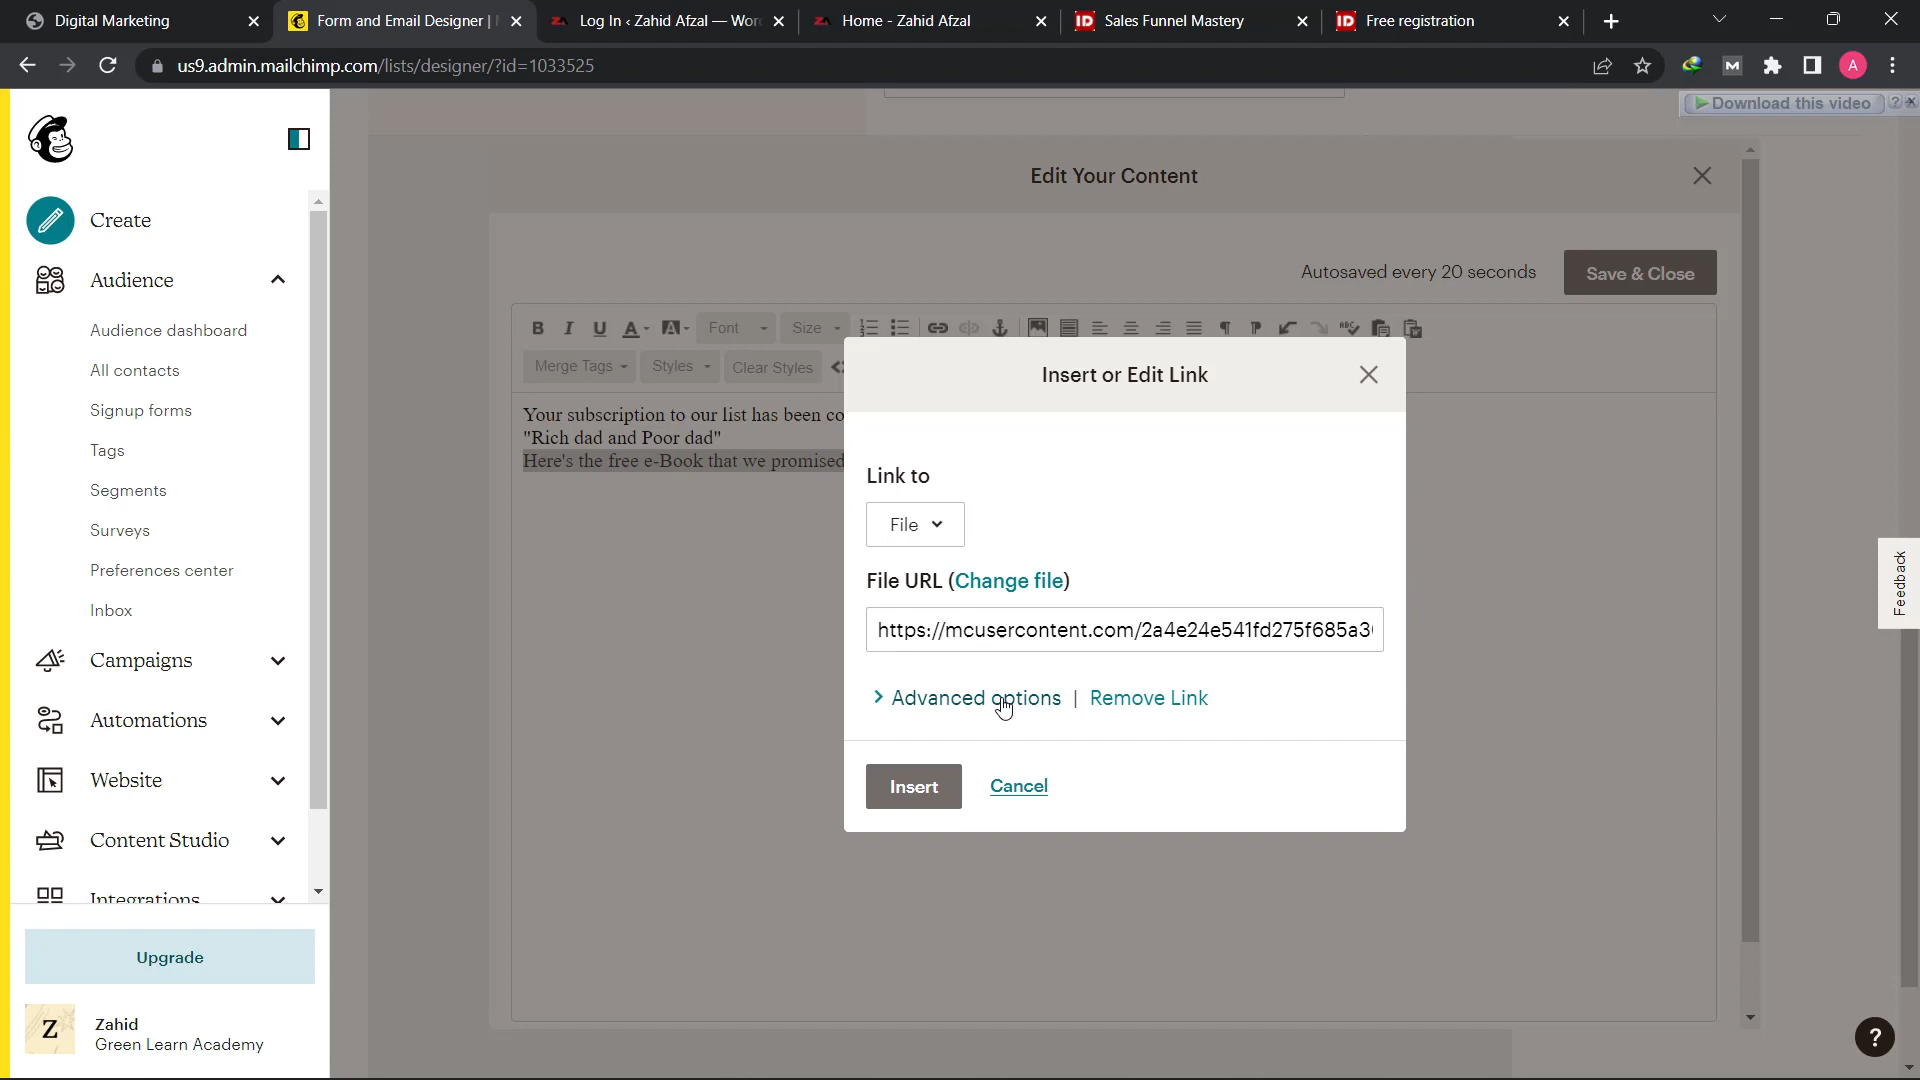 Digital Marketing
Form and Email Designer |
Log In ‹ Zahid Afzal — Wor
Home - Zahid Afzal
Sales Funnel Mastery
Free registration
us9.admin.mailchimp.com/lists/designer/?id=1033525
M
A
Download this video
?
Create
Audience
Audience dashboard
All contacts
Signup forms
Tags
Segments
Surveys
Preferences center
Inbox
Campaigns
Automations
Website
Content Studio
Integrations
Upgrade
Z
Zahid
Green Learn Academy
Edit Your Content
Autosaved every 20 seconds
Save & Close
B I U A A Font Size
Merge Tags Styles Clear Styles
Your subscription to our list has been co
"Rich dad and Poor dad"
Here's the free e-Book that we promised
Insert or Edit Link
Link to
File
File URL (Change file)
https://mcusercontent.com/2a4e24e541fd275f685a3
Advanced options | Remove Link
Insert
Cancel
Feedback
?